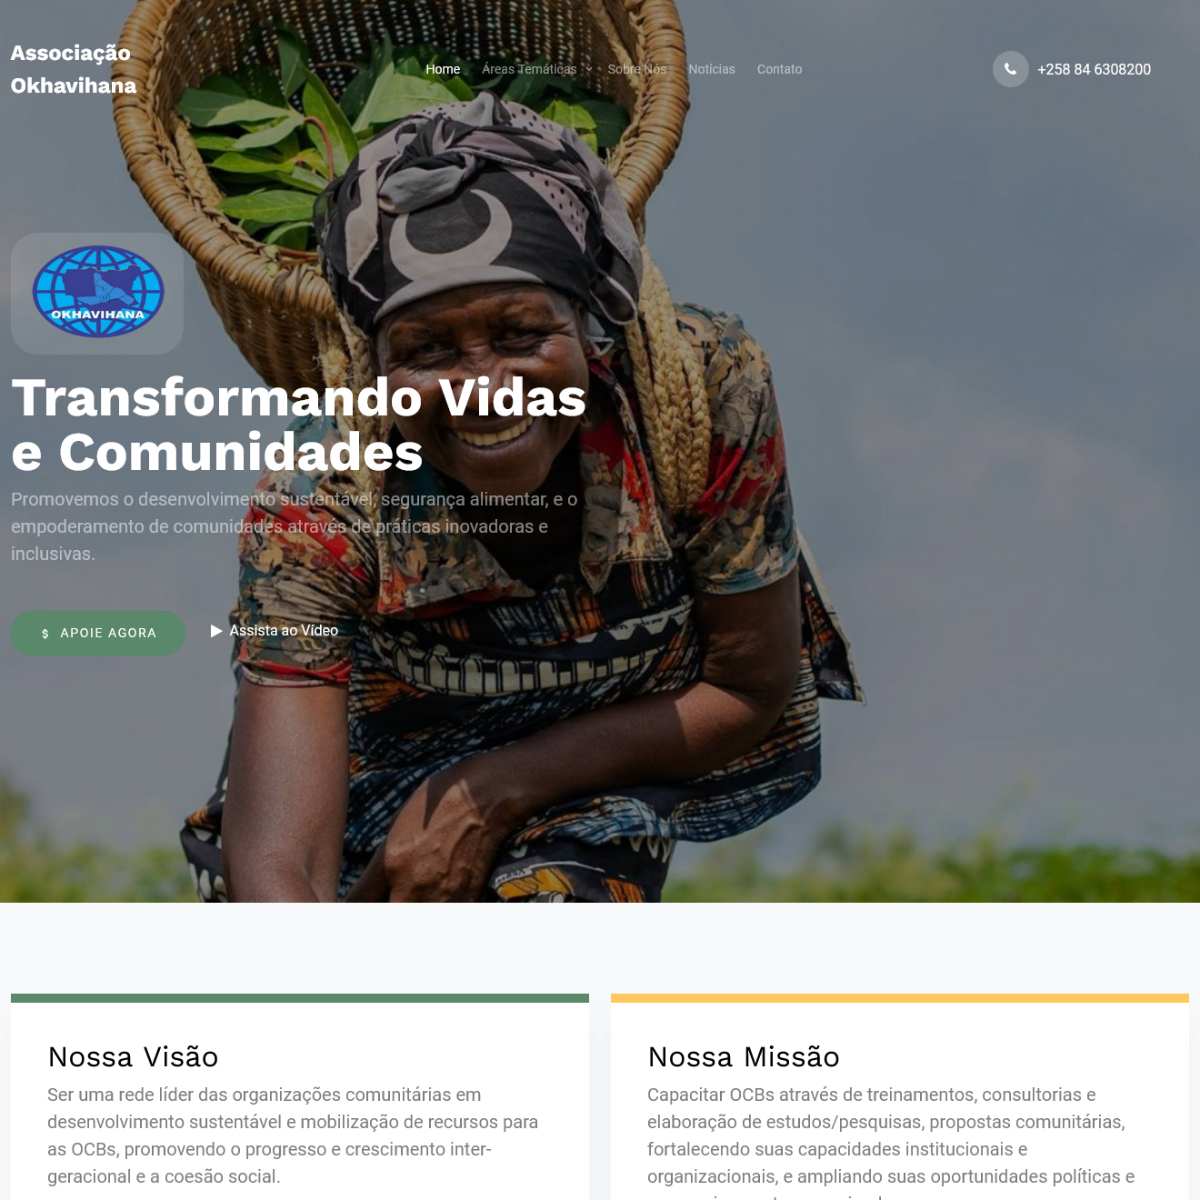 Associação
Okhavihana
Home
Áreas Temáticas
Sobre Nós
Notícias
Contato
+258 84 6308200
OKHAVIHANA
Transformando Vidas
e Comunidades
Promovemos o desenvolvimento sustentável, segurança alimentar, e o
empoderamento de comunidades através de práticas inovadoras e
inclusivas.
$ APOIE AGORA
Assista ao Vídeo
Nossa Visão
Ser uma rede líder das organizações comunitárias em
desenvolvimento sustentável e mobilização de recursos para
as OCBs, promovendo o progresso e crescimento inter-
geracional e a coesão social.
Nossa Missão
Capacitar OCBs através de treinamentos, consultorias e
elaboração de estudos/pesquisas, propostas comunitárias,
fortalecendo suas capacidades institucionais e
organizacionais, e ampliando suas oportunidades políticas e